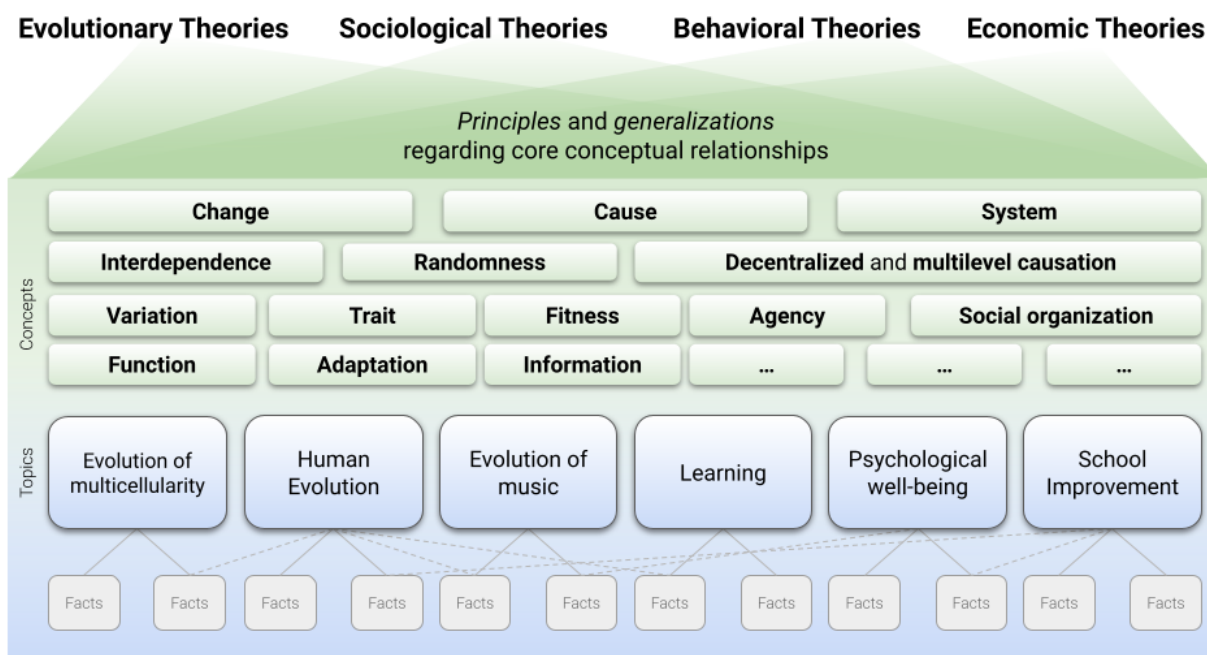 Evolutionary Theories
Sociological Theories
Behavioral Theories
Economic Theories
Principles and generalizations
regarding core conceptual relationships
Concepts
Change
Cause
System
Interdependence
Randomness
Decentralized and multilevel causation
Variation
Trait
Fitness
Agency
Social organization
Function
Adaptation
Information
...
...
...
Topics
Evolution of
multicellularity
Human
Evolution
Evolution of
music
Learning
Psychological
well-being
School
Improvement
Facts
Facts
Facts
Facts
Facts
Facts
Facts
Facts
Facts
Facts
Facts
Facts